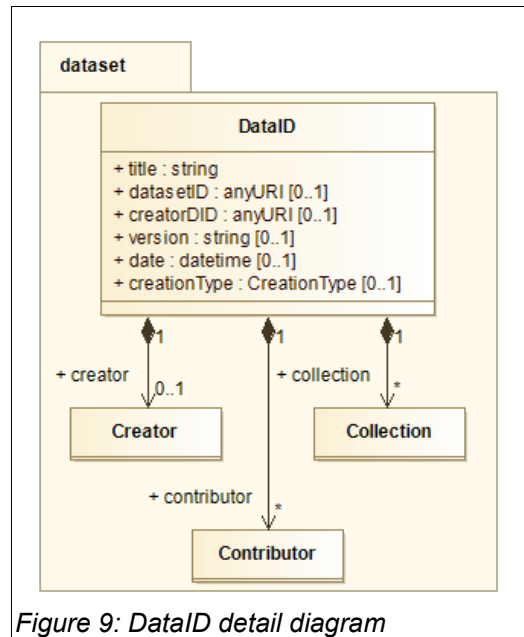 dataset
DataID
+ title : string
+ datasetID : anyURI [0..1]
+ creatorDID : anyURI [0..1]
+ version : string [0..1]
+ date : datetime [0..1]
+ creationType : CreationType [0..1]
1 1 1
+ creator + collection
0..1 *
Creator Collection
+ contributor
*
Contributor
Figure 9: DataID detail diagram